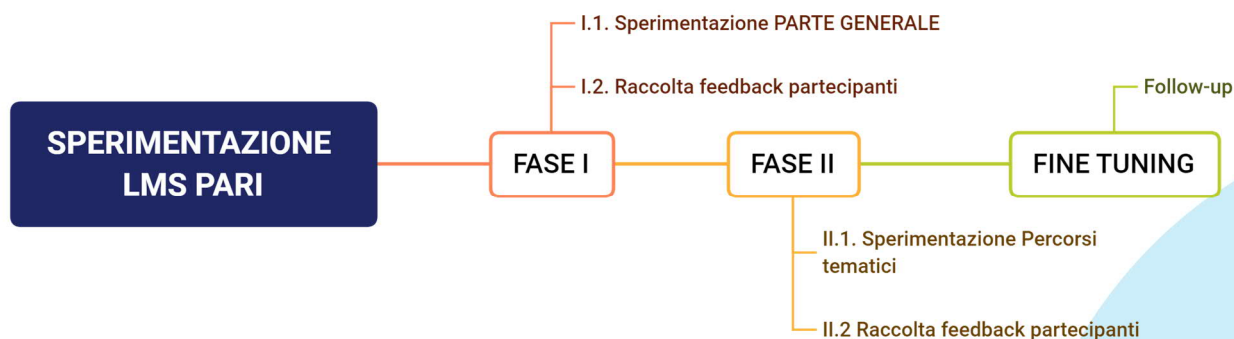 I.1. Sperimentazione PARTE GENERALE
I.2. Raccolta feedback partecipanti
Follow-up
SPERIMENTAZIONE
LMS PARI
FASE I
FASE II
FINE TUNING
II.1. Sperimentazione Percorsi
tematici
II.2 Raccolta feedback partecipanti